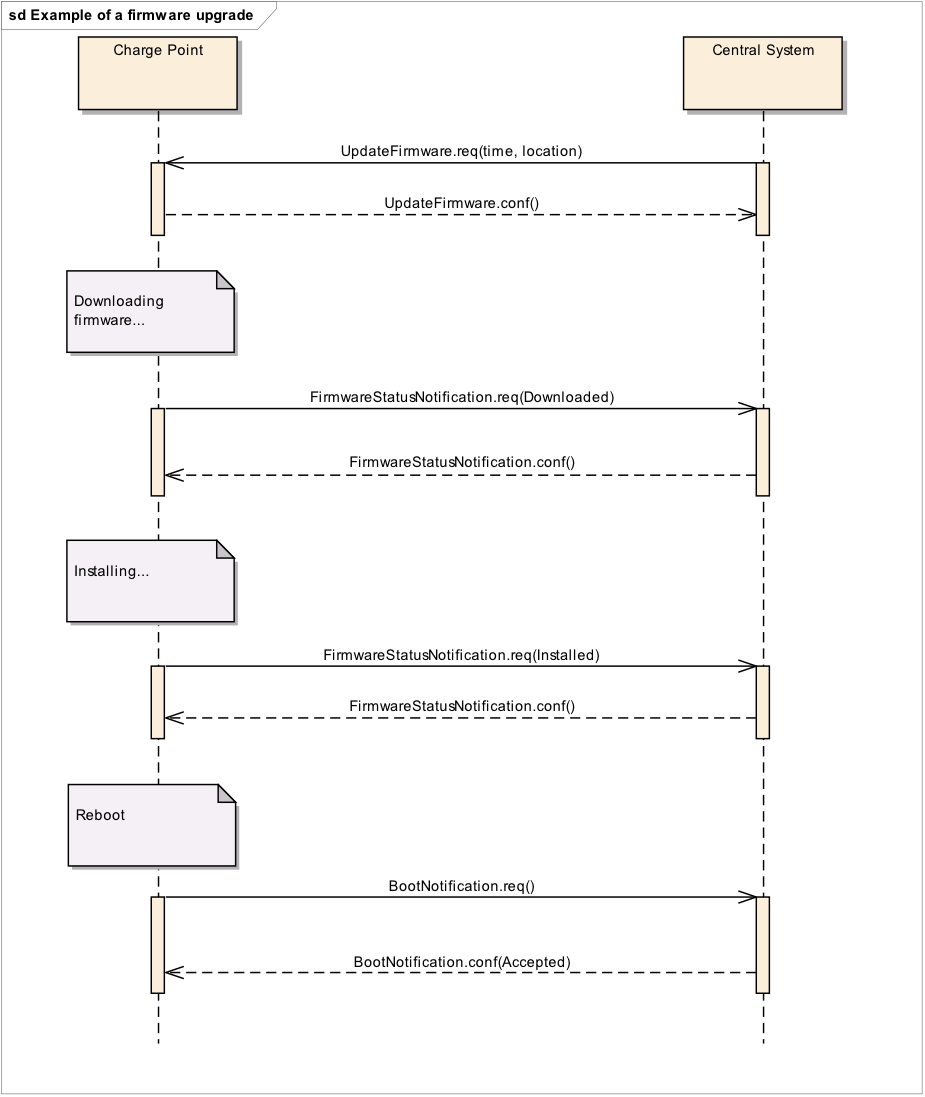 sd Example of a firmware upgrade
Charge Point
Central System
UpdateFirmware.req(time, location)
UpdateFirmware.conf()
Downloading
firmware...
FirmwareStatusNotification.req(Downloaded)
FirmwareStatusNotification.conf()
Installing...
FirmwareStatusNotification.req(Installed)
FirmwareStatusNotification.conf()
Reboot
BootNotification.req()
BootNotification.conf(Accepted)